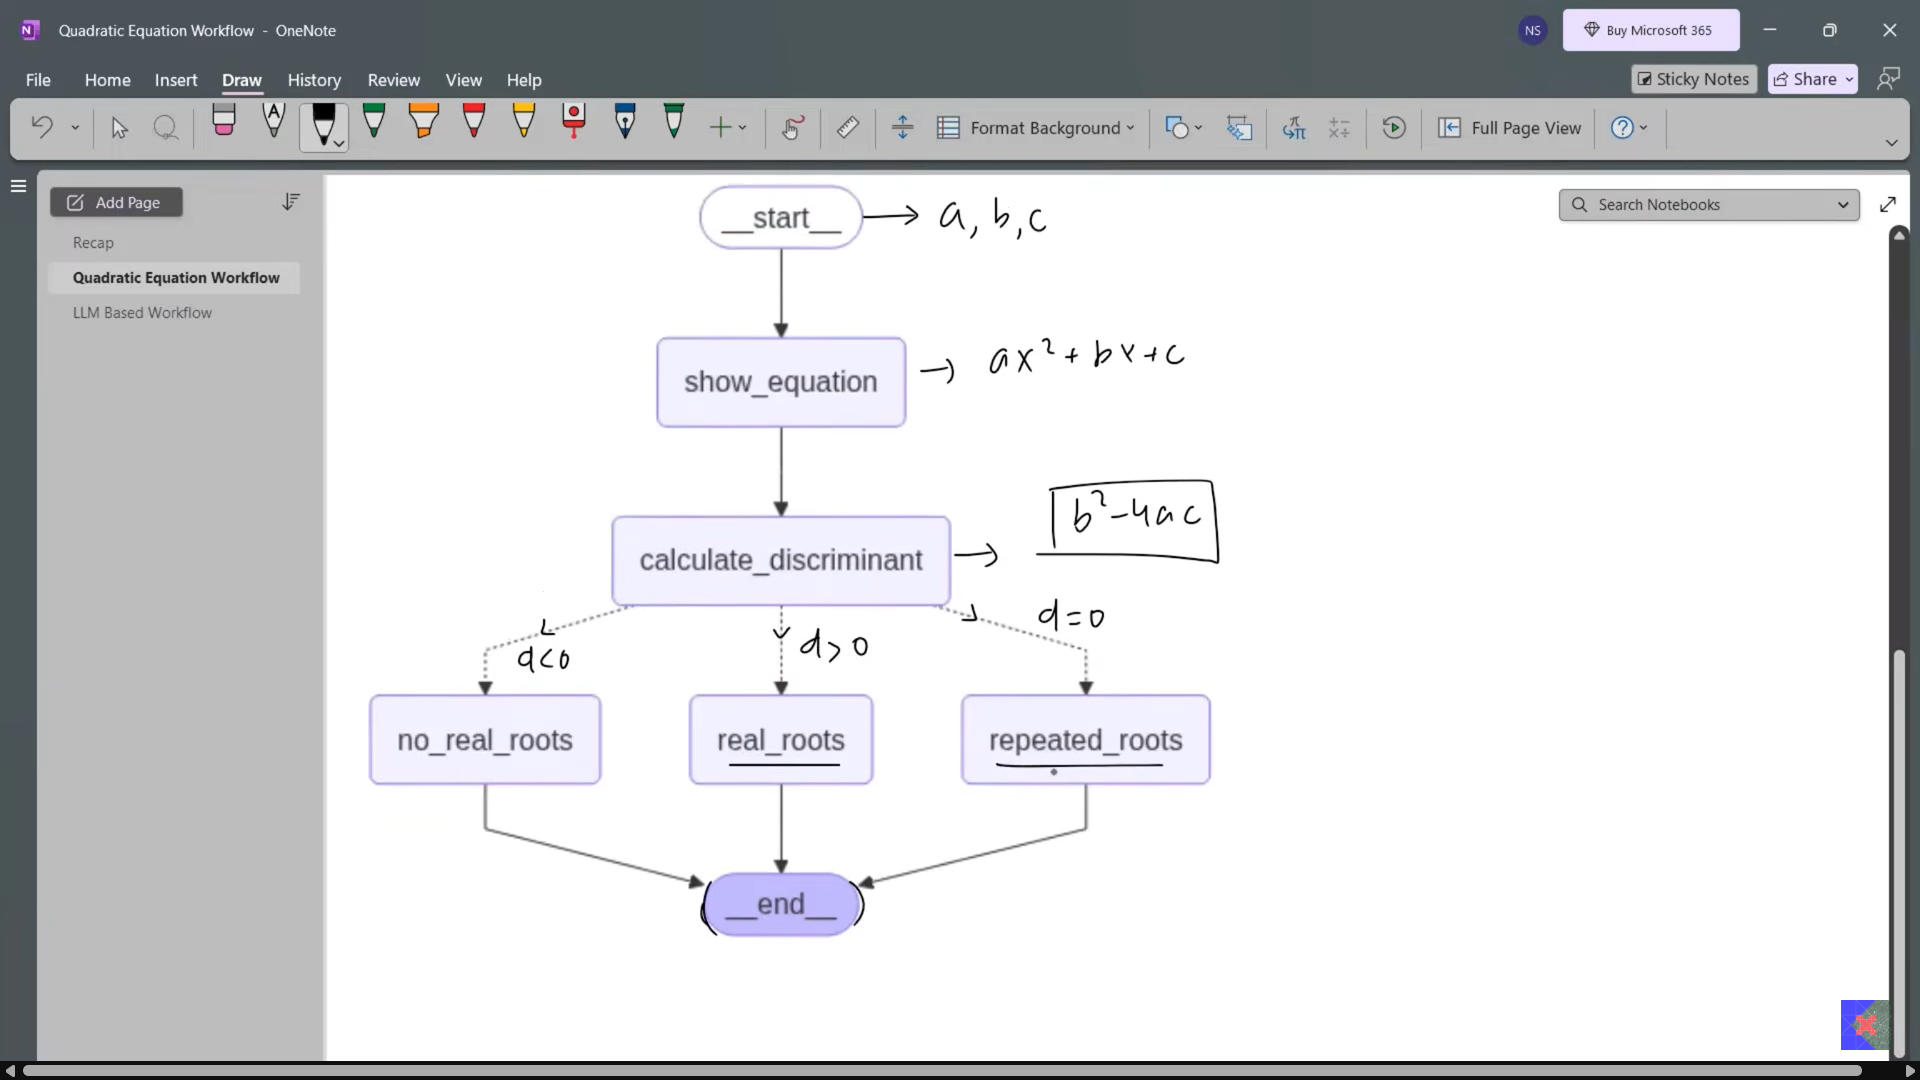 Quadratic Equation Workflow - OneNote
NS
Buy Microsoft 365
File Home Insert Draw History Review View Help
Sticky Notes
Share
Format Background
Full Page View
Add Page
Recap
Quadratic Equation Workflow
LLM Based Workflow
Search Notebooks
__start__ → a, b, c
show_equation → ax² + bx + c
calculate_discriminant → b² - 4ac
d<0
d>0
d=0
no_real_roots
real_roots
repeated_roots
__end__